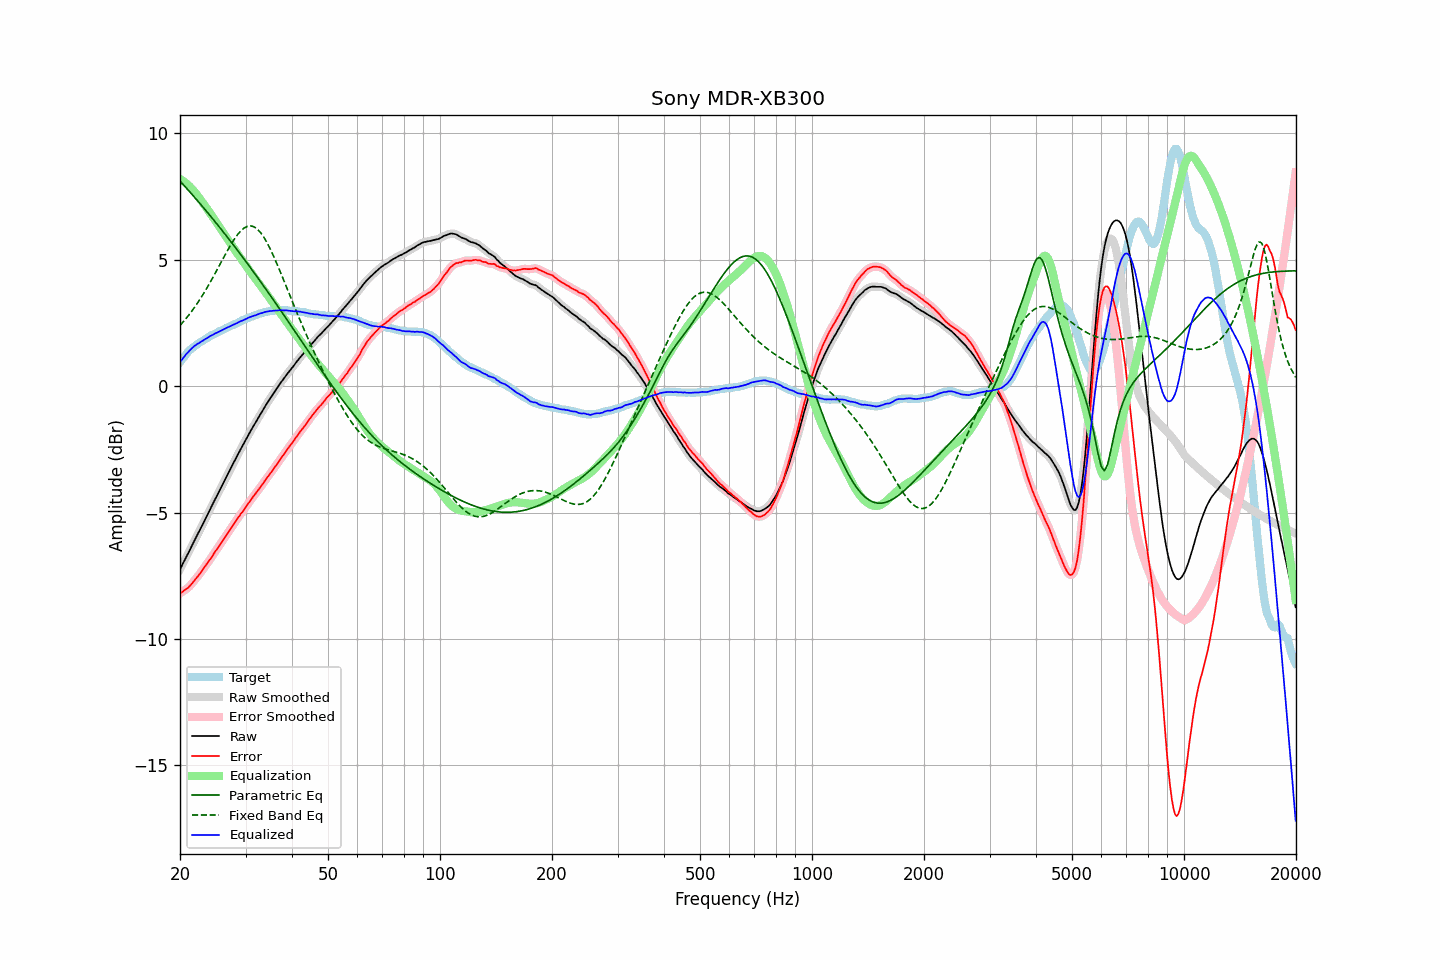 Sony MDR-XB300
Amplitude (dBr)
10
5
0
−5
−10
−15
Target
Raw Smoothed
Error Smoothed
Raw
Error
Equalization
Parametric Eq
Fixed Band Eq
Equalized
20 50 100 200 500 1000 2000 5000 10000 20000
Frequency (Hz)